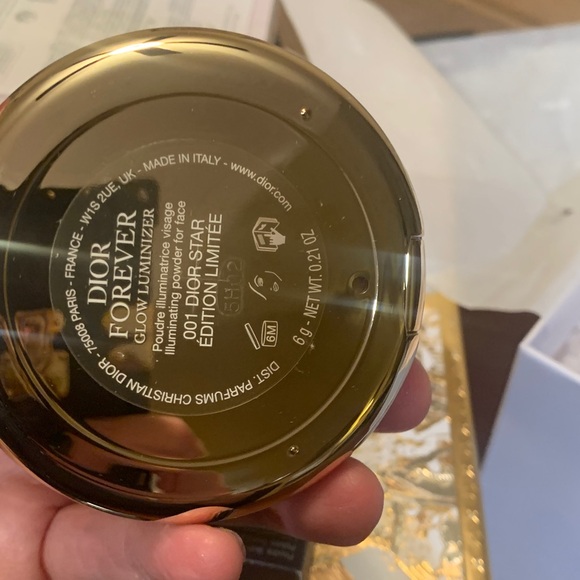 DIOR
FOREVER
GLOW LUMINIZER
Poudre illuminatrice visage
Illuminating powder for face
001 DIOR STAR
ÉDITION LIMITÉE
6 g - NET WT. 0.21 OZ
6M
DIST. PARFUMS CHRISTIAN DIOR - 75008 PARIS - FRANCE - W1S 2UE, UK - MADE IN ITALY - www.dior.com